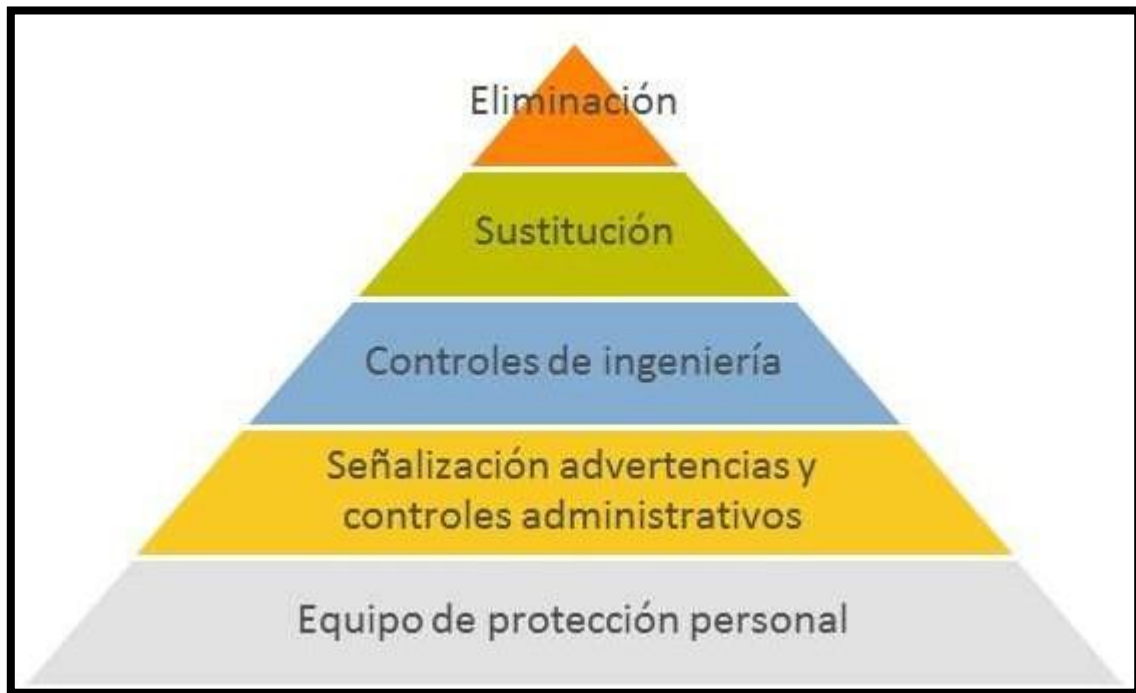 Eliminación
Sustitución
Controles de ingeniería
Señalización advertencias y
controles administrativos
Equipo de protección personal